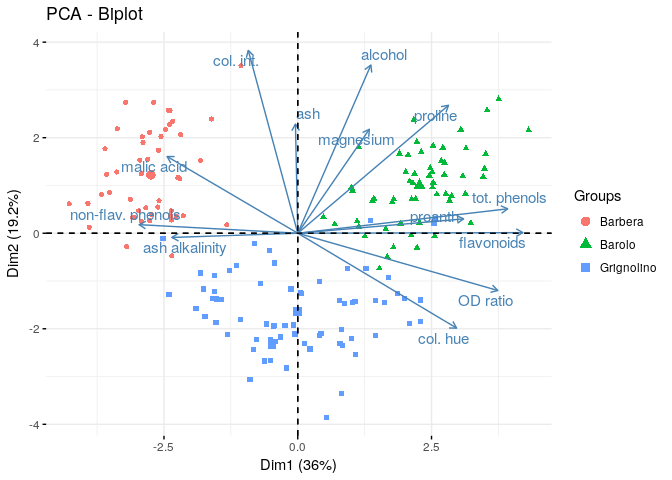 PCA - Biplot
4
2
0
-2
-4
-2.5
0.0
2.5
Dim2 (19.2%)
Dim1 (36%)
col. int.
alcohol
ash
proline
magnesium
malic acid
tot. phenols
non-flav. phenols
proanth
flavonoids
ash alkalinity
OD ratio
col. hue
Groups
Barbera
Barolo
Grignolino